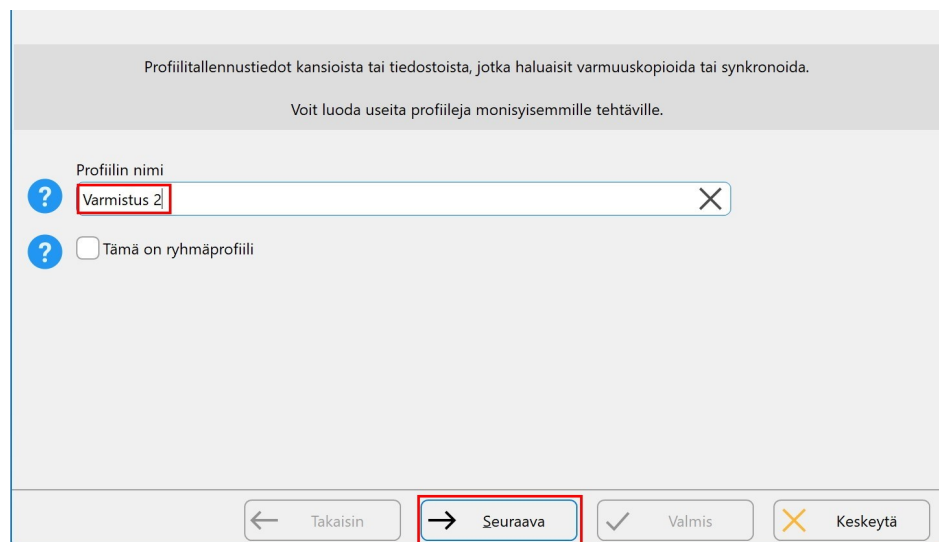 Profiilitallennustiedot kansioista tai tiedostoista, jotka haluaisit varmuuskopioida tai synkronoida.
Voit luoda useita profiileja monisyisemmille tehtäville.
Profiilin nimi
? Varmistus 2
? Tämä on ryhmäprofiili
Takaisin Seuraava Valmis Keskeytä